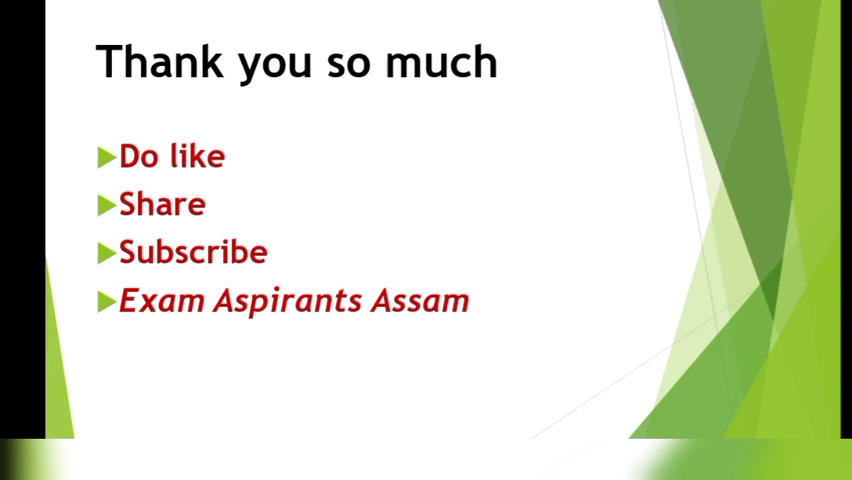 Thank you so much
Do like
Share
Subscribe
Exam Aspirants Assam